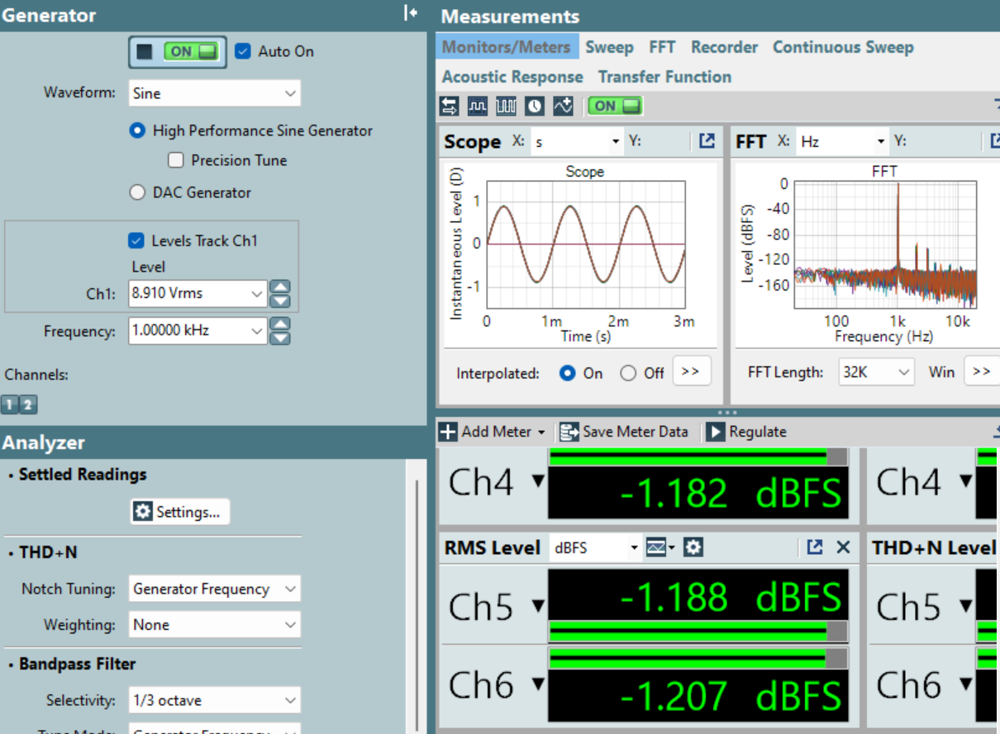 Generator
ON Auto On
Waveform: Sine
High Performance Sine Generator
Precision Tune
DAC Generator
Levels Track Ch1
Level
Ch1: 8.910 Vrms
Frequency: 1.00000 kHz
Channels:
1 2
Analyzer
• Settled Readings
Settings...
• THD+N
Notch Tuning: Generator Frequency
Weighting: None
• Bandpass Filter
Selectivity: 1/3 octave
Tune Mode: Generator Frequency
Measurements
Monitors/Meters Sweep FFT Recorder Continuous Sweep
Acoustic Response Transfer Function
ON
Scope X: s Y:
Scope
Instantaneous Level (D)
1
0
-1
0 1m 2m 3m
Time (s)
Interpolated: On Off >>
FFT X: Hz Y:
FFT
Level (dBFS)
0
-40
-80
-120
-160
100 1k 10k
Frequency (Hz)
FFT Length: 32K Win >>
Add Meter Save Meter Data Regulate
Ch4 -1.182 dBFS
Ch4
RMS Level dBFS
THD+N Level
Ch5 -1.188 dBFS
Ch5
Ch6 -1.207 dBFS
Ch6